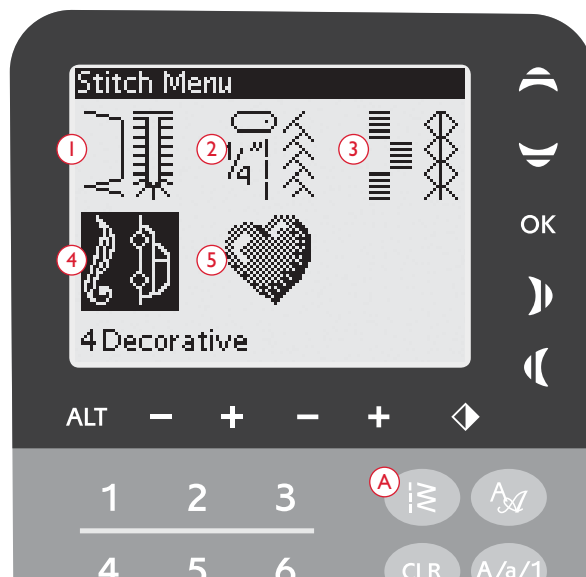 Stitch Menu
1
2
1/4"
3
4
5
4 Decorative
OK
ALT - + - +
1 2 3
A
A A
4 5 6
CLR A/a/1